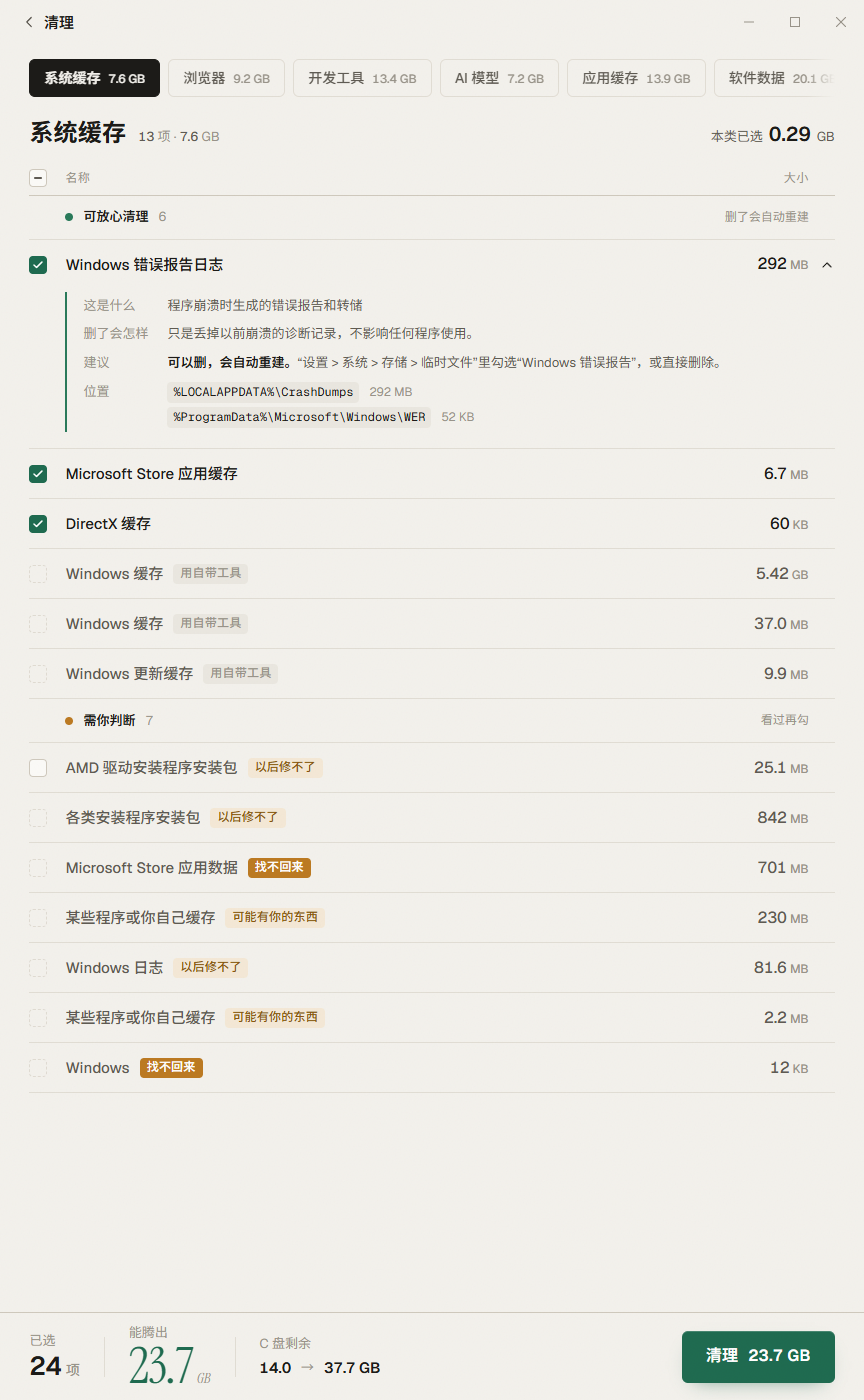 清理
系统缓存 7.6 GB 浏览器 9.2 GB 开发工具 13.4 GB AI 模型 7.2 GB 应用缓存 13.9 GB 软件数据 20.1 G
系统缓存 13 项 · 7.6 GB 本类已选 0.29 GB
名称 大小
可放心清理 6 删了会自动重建
Windows 错误报告日志 292 MB
这是什么 程序崩溃时生成的错误报告和转储
删了会怎样 只是丢掉以前崩溃的诊断记录，不影响任何程序使用。
建议 可以删，会自动重建。“设置 > 系统 > 存储 > 临时文件”里勾选“Windows 错误报告”，或直接删除。
位置 %LOCALAPPDATA%\CrashDumps 292 MB
%ProgramData%\Microsoft\Windows\WER 52 KB
Microsoft Store 应用缓存 6.7 MB
DirectX 缓存 60 KB
Windows 缓存 用自带工具 5.42 GB
Windows 缓存 用自带工具 37.0 MB
Windows 更新缓存 用自带工具 9.9 MB
需你判断 7 看过再勾
AMD 驱动安装程序安装包 以后修不了 25.1 MB
各类安装程序安装包 以后修不了 842 MB
Microsoft Store 应用数据 找不回来 701 MB
某些程序或你自己缓存 可能有你的东西 230 MB
Windows 日志 以后修不了 81.6 MB
某些程序或你自己缓存 可能有你的东西 2.2 MB
Windows 找不回来 12 KB
已选 能腾出 C 盘剩余
24 项 23.7 GB 14.0 → 37.7 GB 清理 23.7 GB